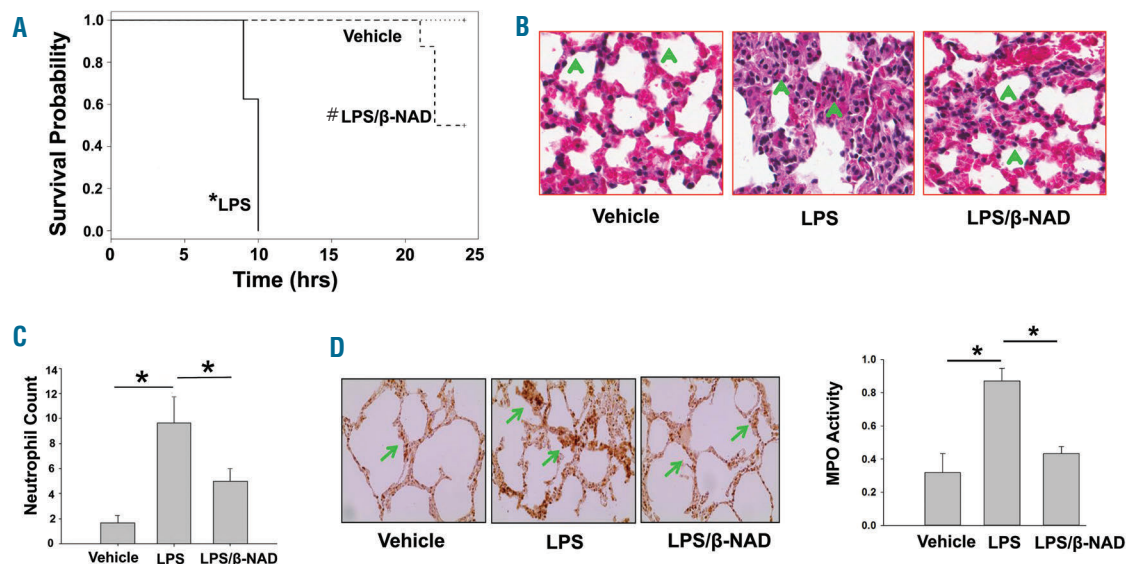 A
Survival Probability
1.0
0.8
0.6
0.4
0.2
0.0
Vehicle
#LPS/β-NAD
*LPS
0 5 10 15 20 25
Time (hrs)
B
Vehicle LPS LPS/β-NAD
C
Neutrophil Count
14
12
10
8
6
4
2
0
* *
Vehicle LPS LPS/β-NAD
D
Vehicle LPS LPS/β-NAD
MPO Activity
1.0
0.8
0.6
0.4
0.2
0.0
* *
Vehicle LPS LPS/β-NAD